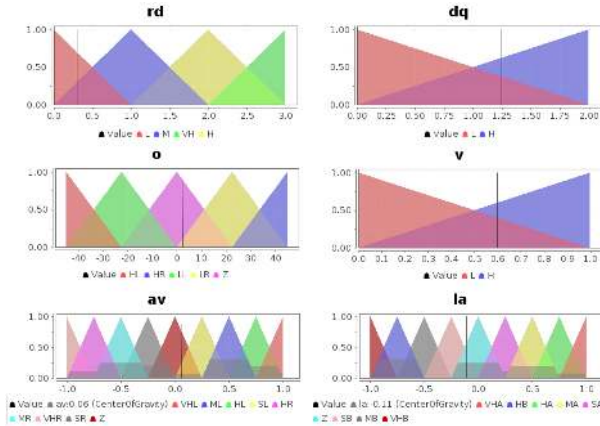 rd
dq
1.00
0.50
0.00
0.0 0.5 1.0 1.5 2.0 2.5 3.0
Value L M VH H
1.00
0.50
0.00
0.00 0.25 0.50 0.75 1.00 1.25 1.50 1.75 2.00
Value L H
o
v
1.00
0.50
0.00
-40 -30 -20 -10 0 10 20 30 40
Value HL HR LL LR Z
1.00
0.50
0.00
0.0 0.1 0.2 0.3 0.4 0.5 0.6 0.7 0.8 0.9 1.0
Value L H
av
la
1.00
0.50
0.00
-1.0 -0.5 0.0 0.5 1.0
Value av:0.06 (CenterOfGravity) VHL ML HL SL HR
MR VHR SR Z
1.00
0.50
0.00
-1.0 -0.5 0.0 0.5 1.0
Value la:-0.11 (CenterOfGravity) VHA HB HA MA SA
Z SB MB VHB